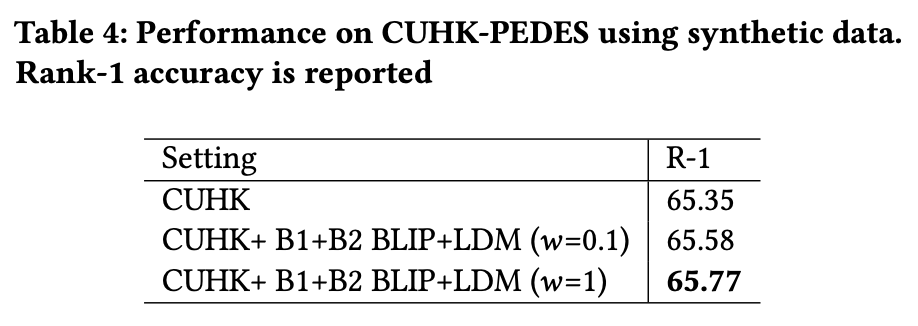 Table 4: Performance on CUHK-PEDES using synthetic data.
Rank-1 accuracy is reported
Setting R-1
CUHK 65.35
CUHK+ B1+B2 BLIP+LDM (w=0.1) 65.58
CUHK+ B1+B2 BLIP+LDM (w=1) 65.77